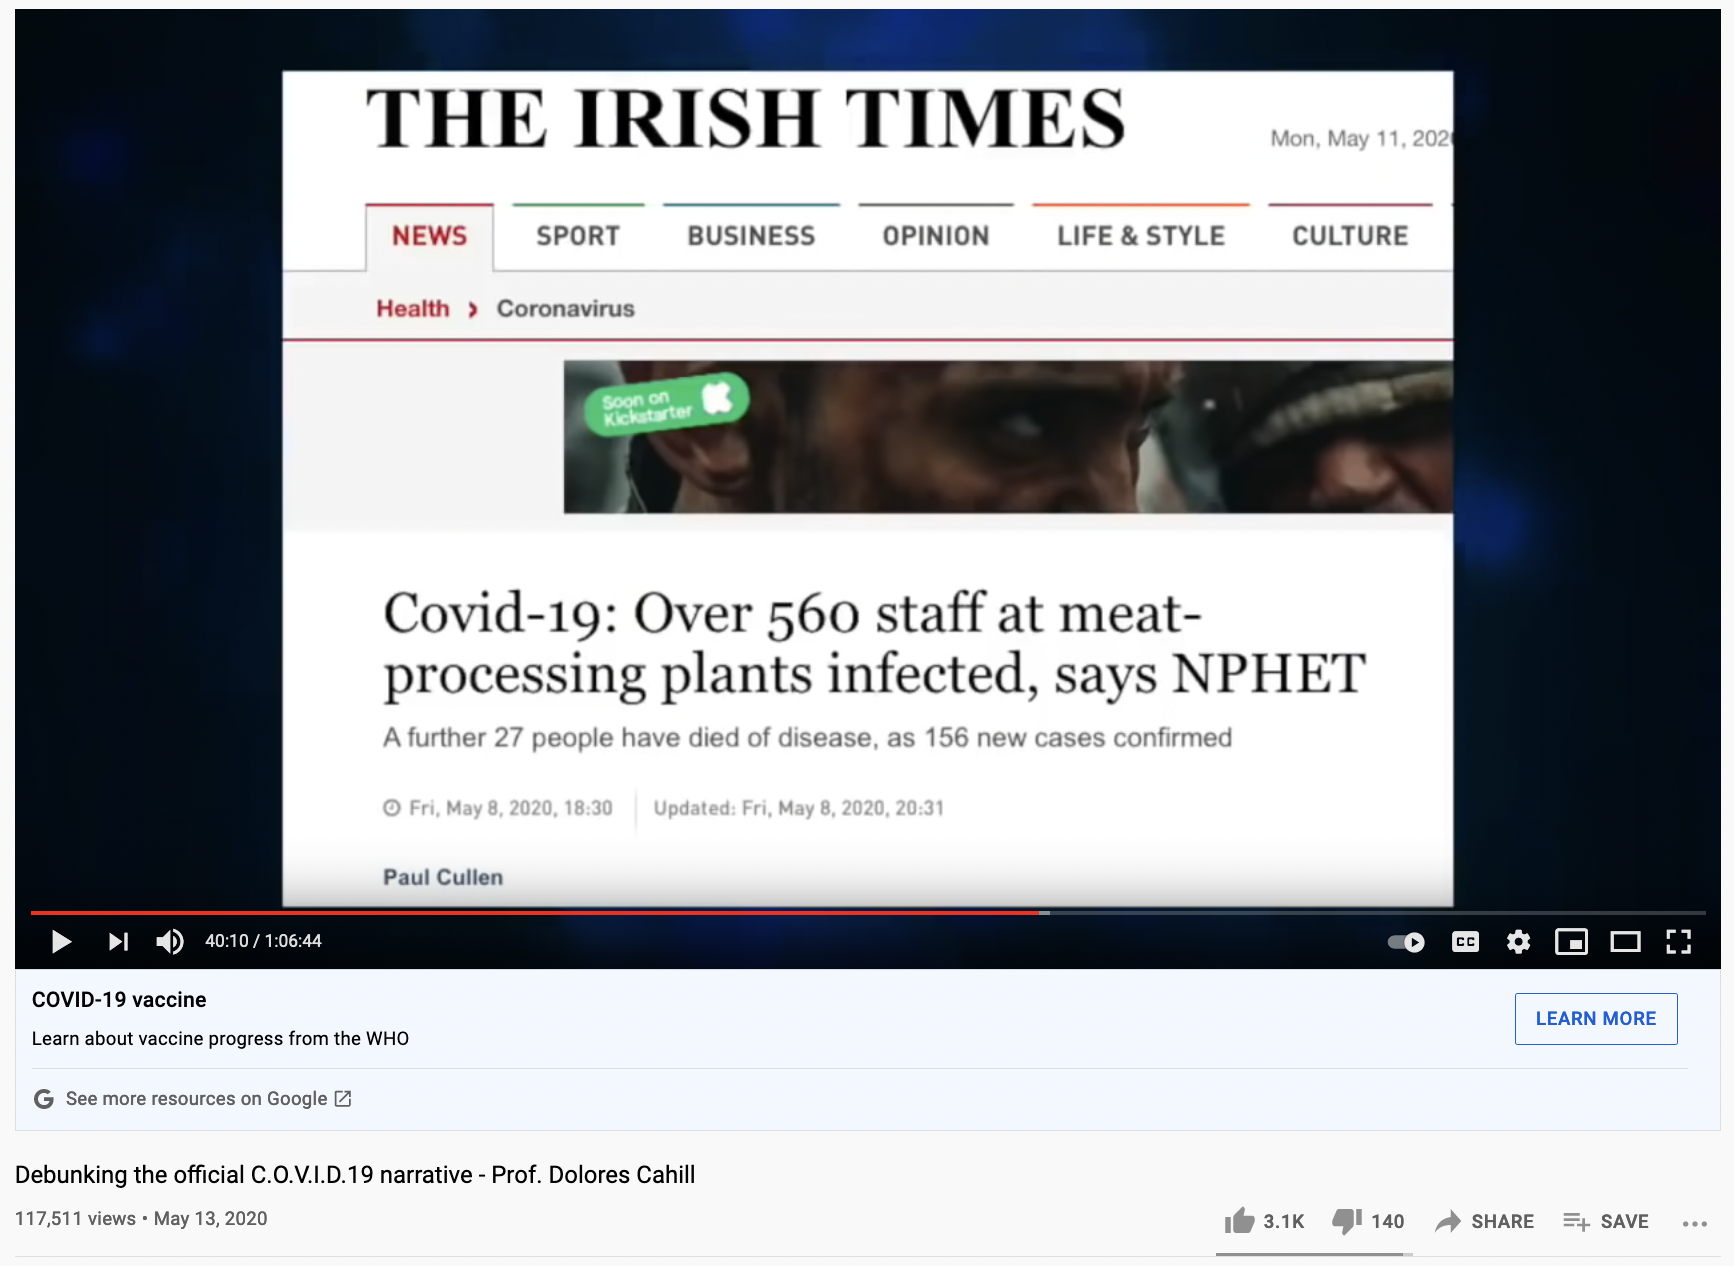 THE IRISH TIMES
Mon, May 11, 202
NEWS SPORT BUSINESS OPINION LIFE & STYLE CULTURE
Health › Coronavirus
Soon on
Kickstarter
Covid-19: Over 560 staff at meat-
processing plants infected, says NPHET
A further 27 people have died of disease, as 156 new cases confirmed
Fri, May 8, 2020, 18:30 Updated: Fri, May 8, 2020, 20:31
Paul Cullen
40:10 / 1:06:44 CC
COVID-19 vaccine
Learn about vaccine progress from the WHO
LEARN MORE
G See more resources on Google
Debunking the official C.O.V.I.D.19 narrative - Prof. Dolores Cahill
117,511 views • May 13, 2020
3.1K 140 SHARE SAVE